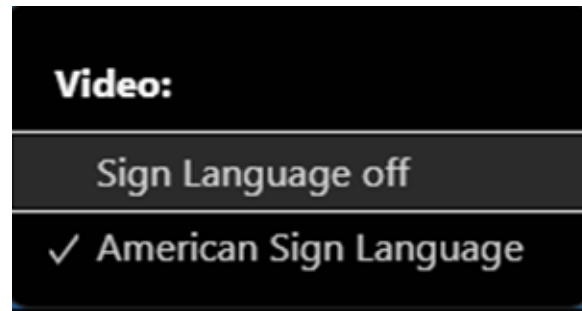 Video:
Sign Language off
✓ American Sign Language